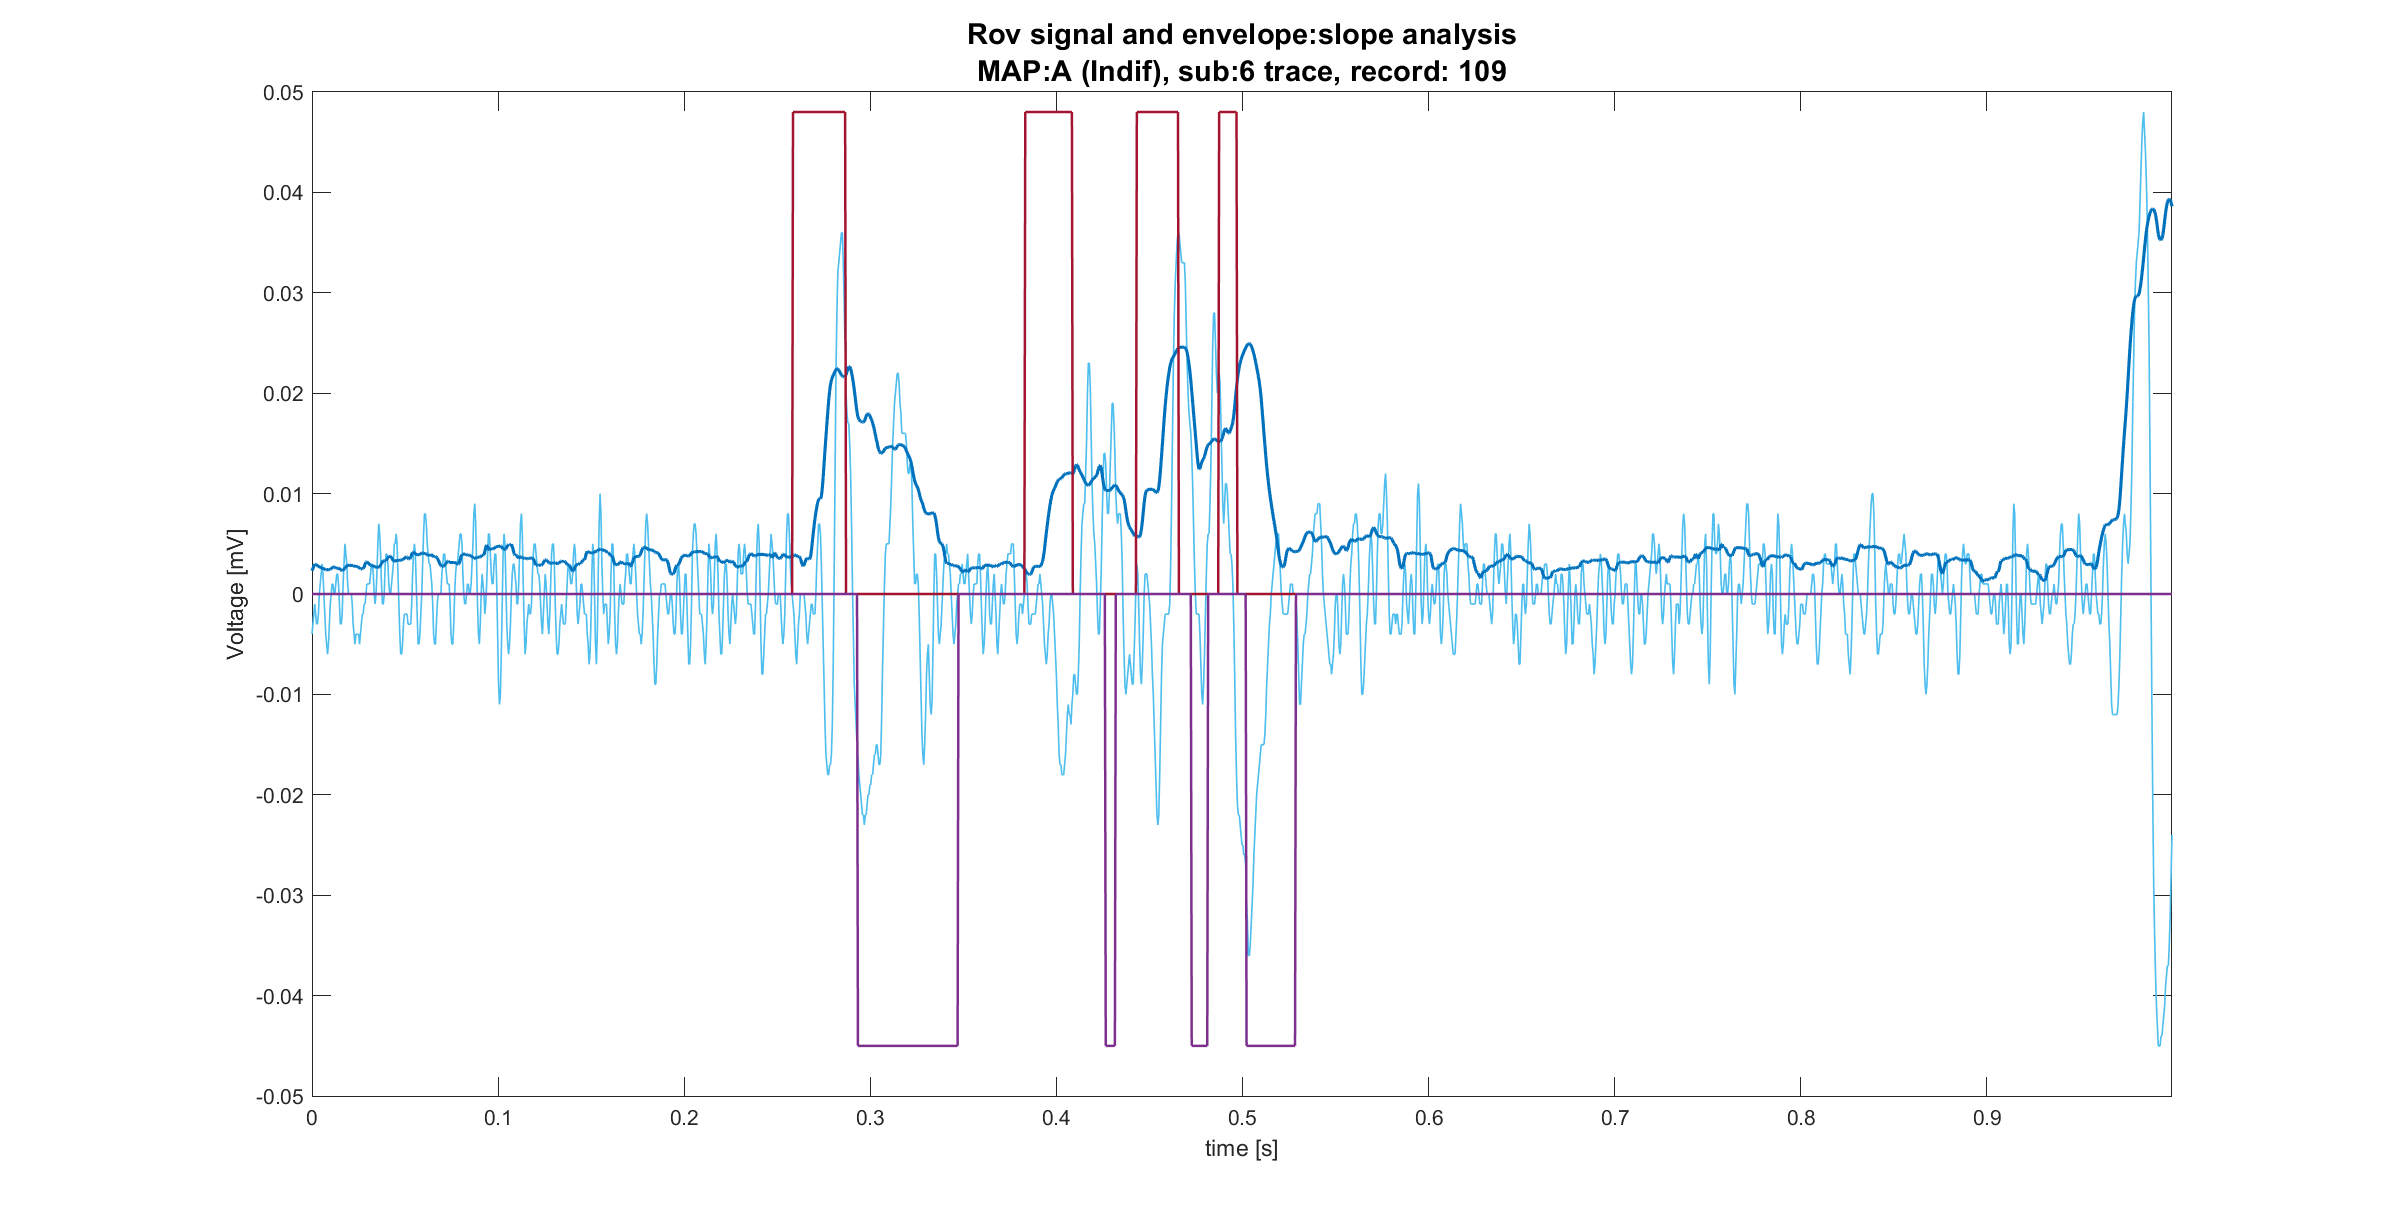 Rov signal and envelope:slope analysis
MAP:A (Indif), sub:6 trace, record: 109
0.05
0.04
0.03
0.02
0.01
0
-0.01
-0.02
-0.03
-0.04
-0.05
Voltage [mV]
0 0.1 0.2 0.3 0.4 0.5 0.6 0.7 0.8 0.9
time [s]